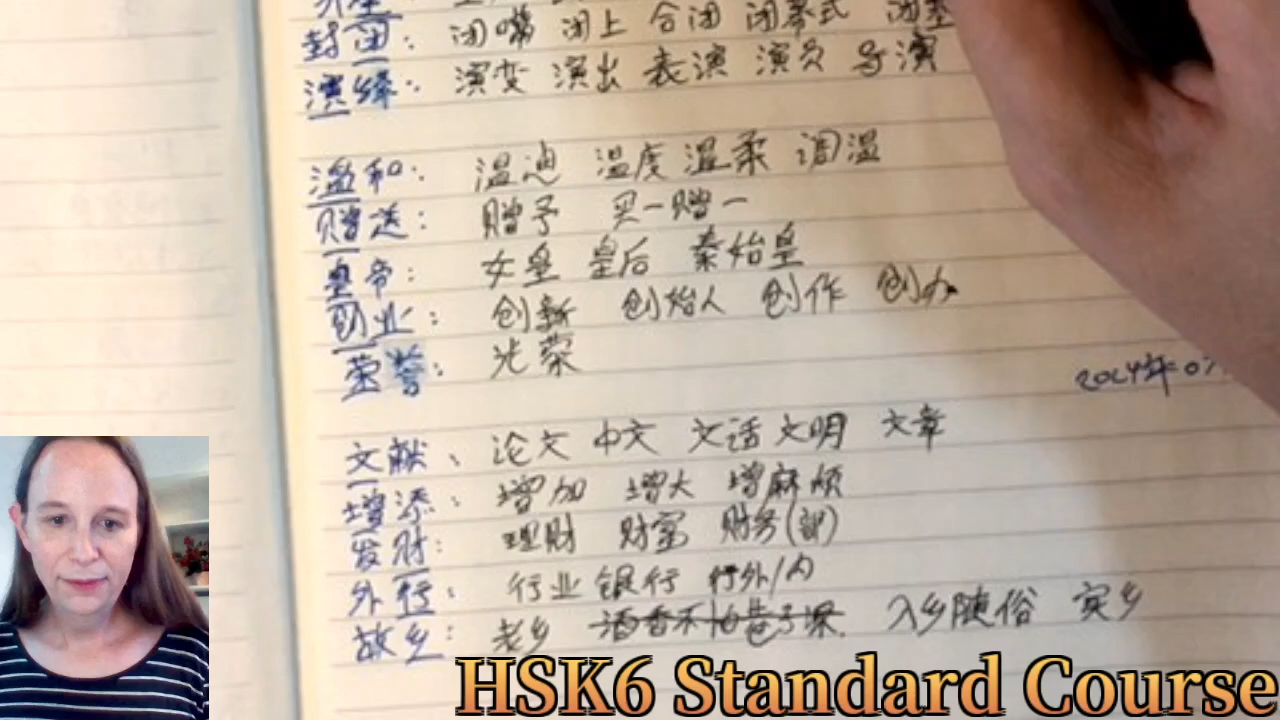 封闭：闭嘴 闭上 合闭 闭幕式
演绎：演变 演出 表演 演员 导演
温和：温 温度 温柔 调温
赠送：赠予 买一赠一
皇帝：女皇 皇后 秦始皇
创业：创新 创始人 创作 创办
荣誉：光荣
2024年
文献、论文 中文 文话 文明 文章
增添：增加 增大 增麻烦
发财：理财 财富 财务(部)
外行：行业 银行 行外/内
故乡：老乡 酒香不怕巷子深 入乡随俗
HSK6 Standard Course